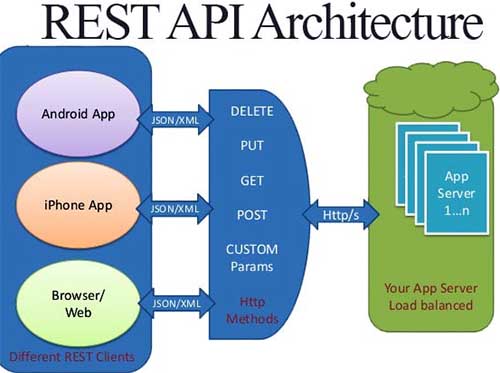 REST API Architecture
Android App
iPhone App
Browser/
Web
Different REST Clients
JSON/XML
JSON/XML
JSON/XML
DELETE
PUT
GET
POST
CUSTOM
Params
Http
Methods
Http/s
App
Server
1...n
Your App Server
Load balanced